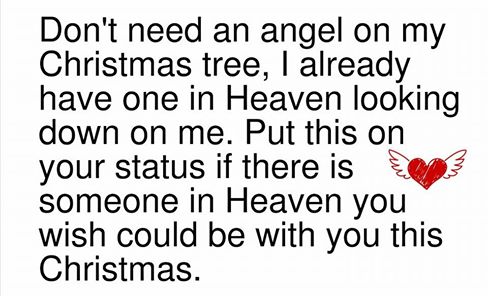 Don't need an angel on my
Christmas tree, I already
have one in Heaven looking
down on me. Put this on
your status if there is
someone in Heaven you
wish could be with you this
Christmas.